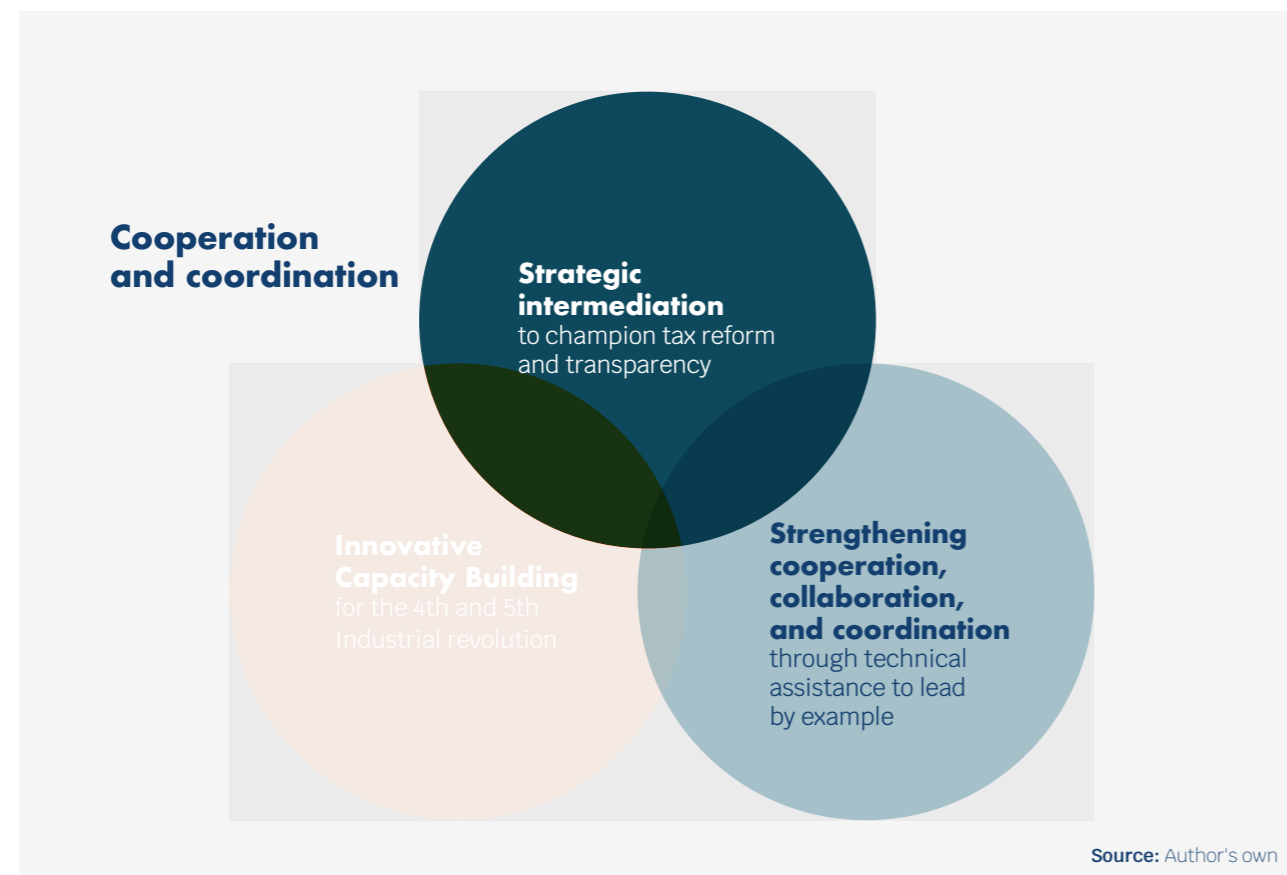 Cooperation
and coordination
Strategic
intermediation
to champion tax reform
and transparency
Innovative
Capacity Building
for the 4th and 5th
Industrial revolution
Strengthening
cooperation,
collaboration,
and coordination
through technical
assistance to lead
by example
Source: Author's own